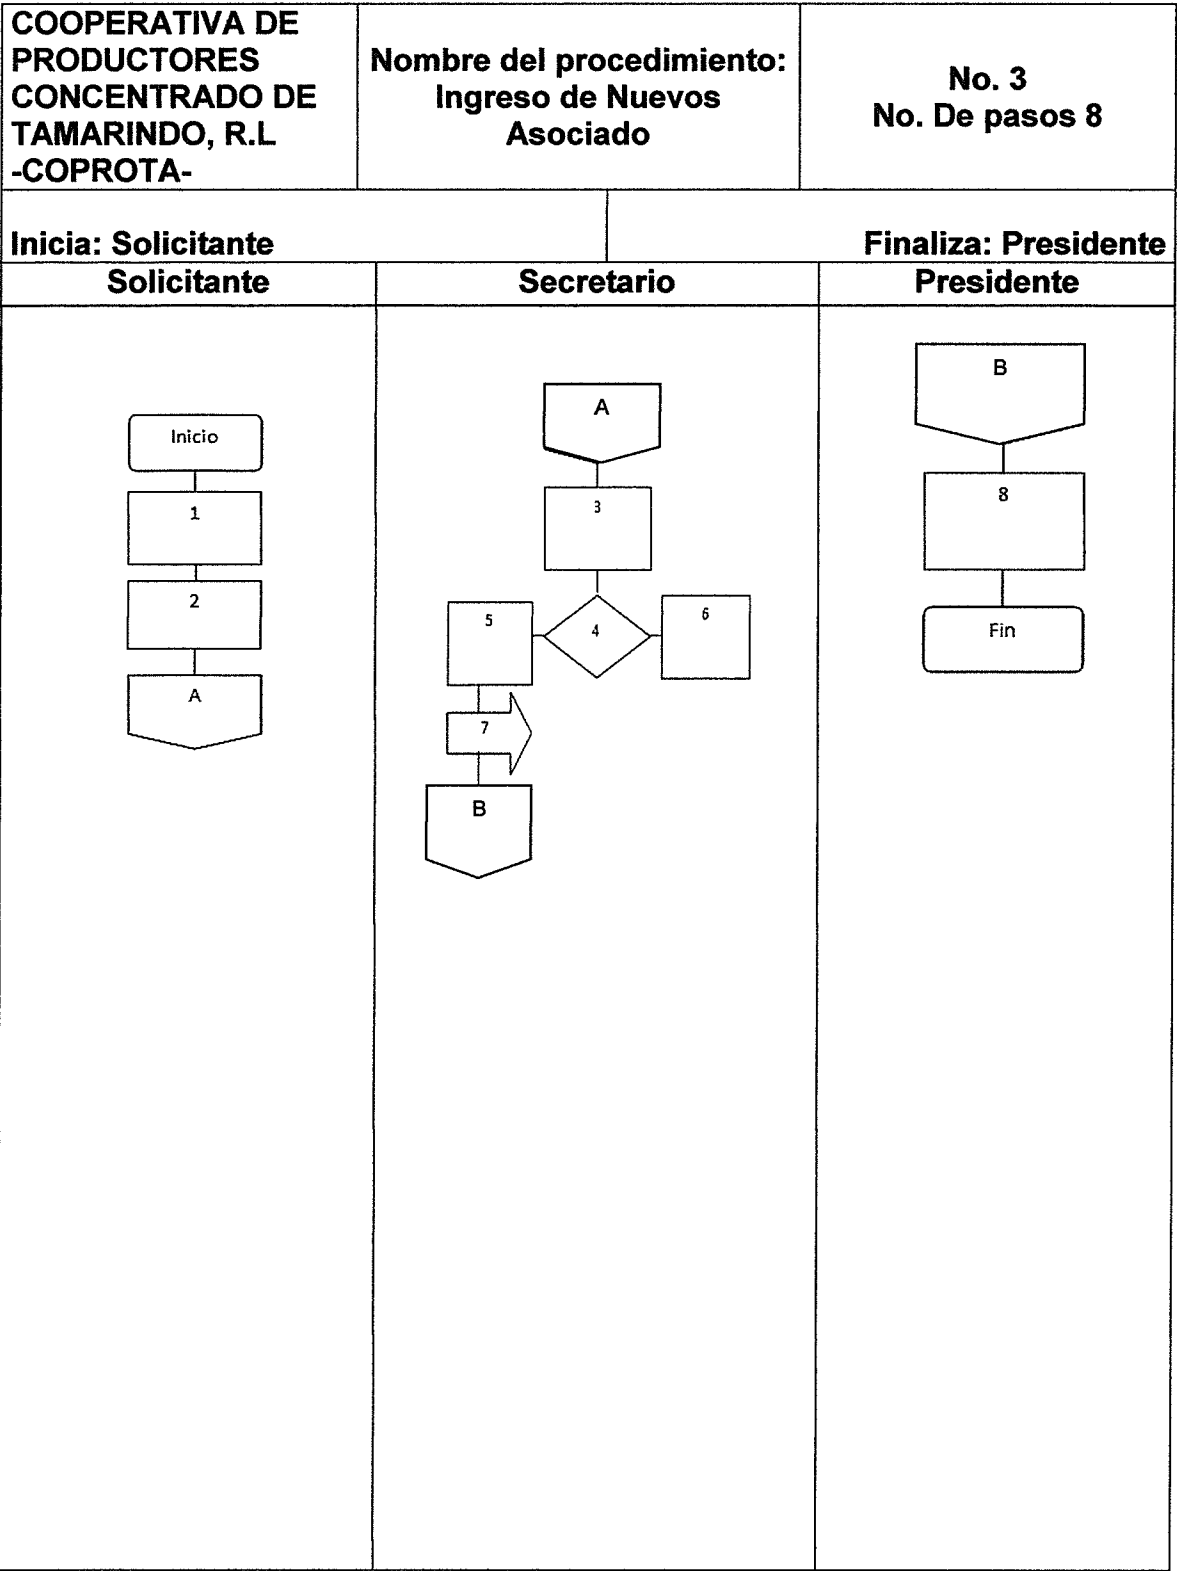 COOPERATIVA DE
PRODUCTORES
CONCENTRADO DE
TAMARINDO, R.L
-COPROTA-
Nombre del procedimiento:
Ingreso de Nuevos
Asociado
No. 3
No. De pasos 8
Inicia: Solicitante
Finaliza: Presidente
Solicitante
Secretario
Presidente
Inicio
1
2
A
A
3
4
5
6
7
B
B
8
Fin